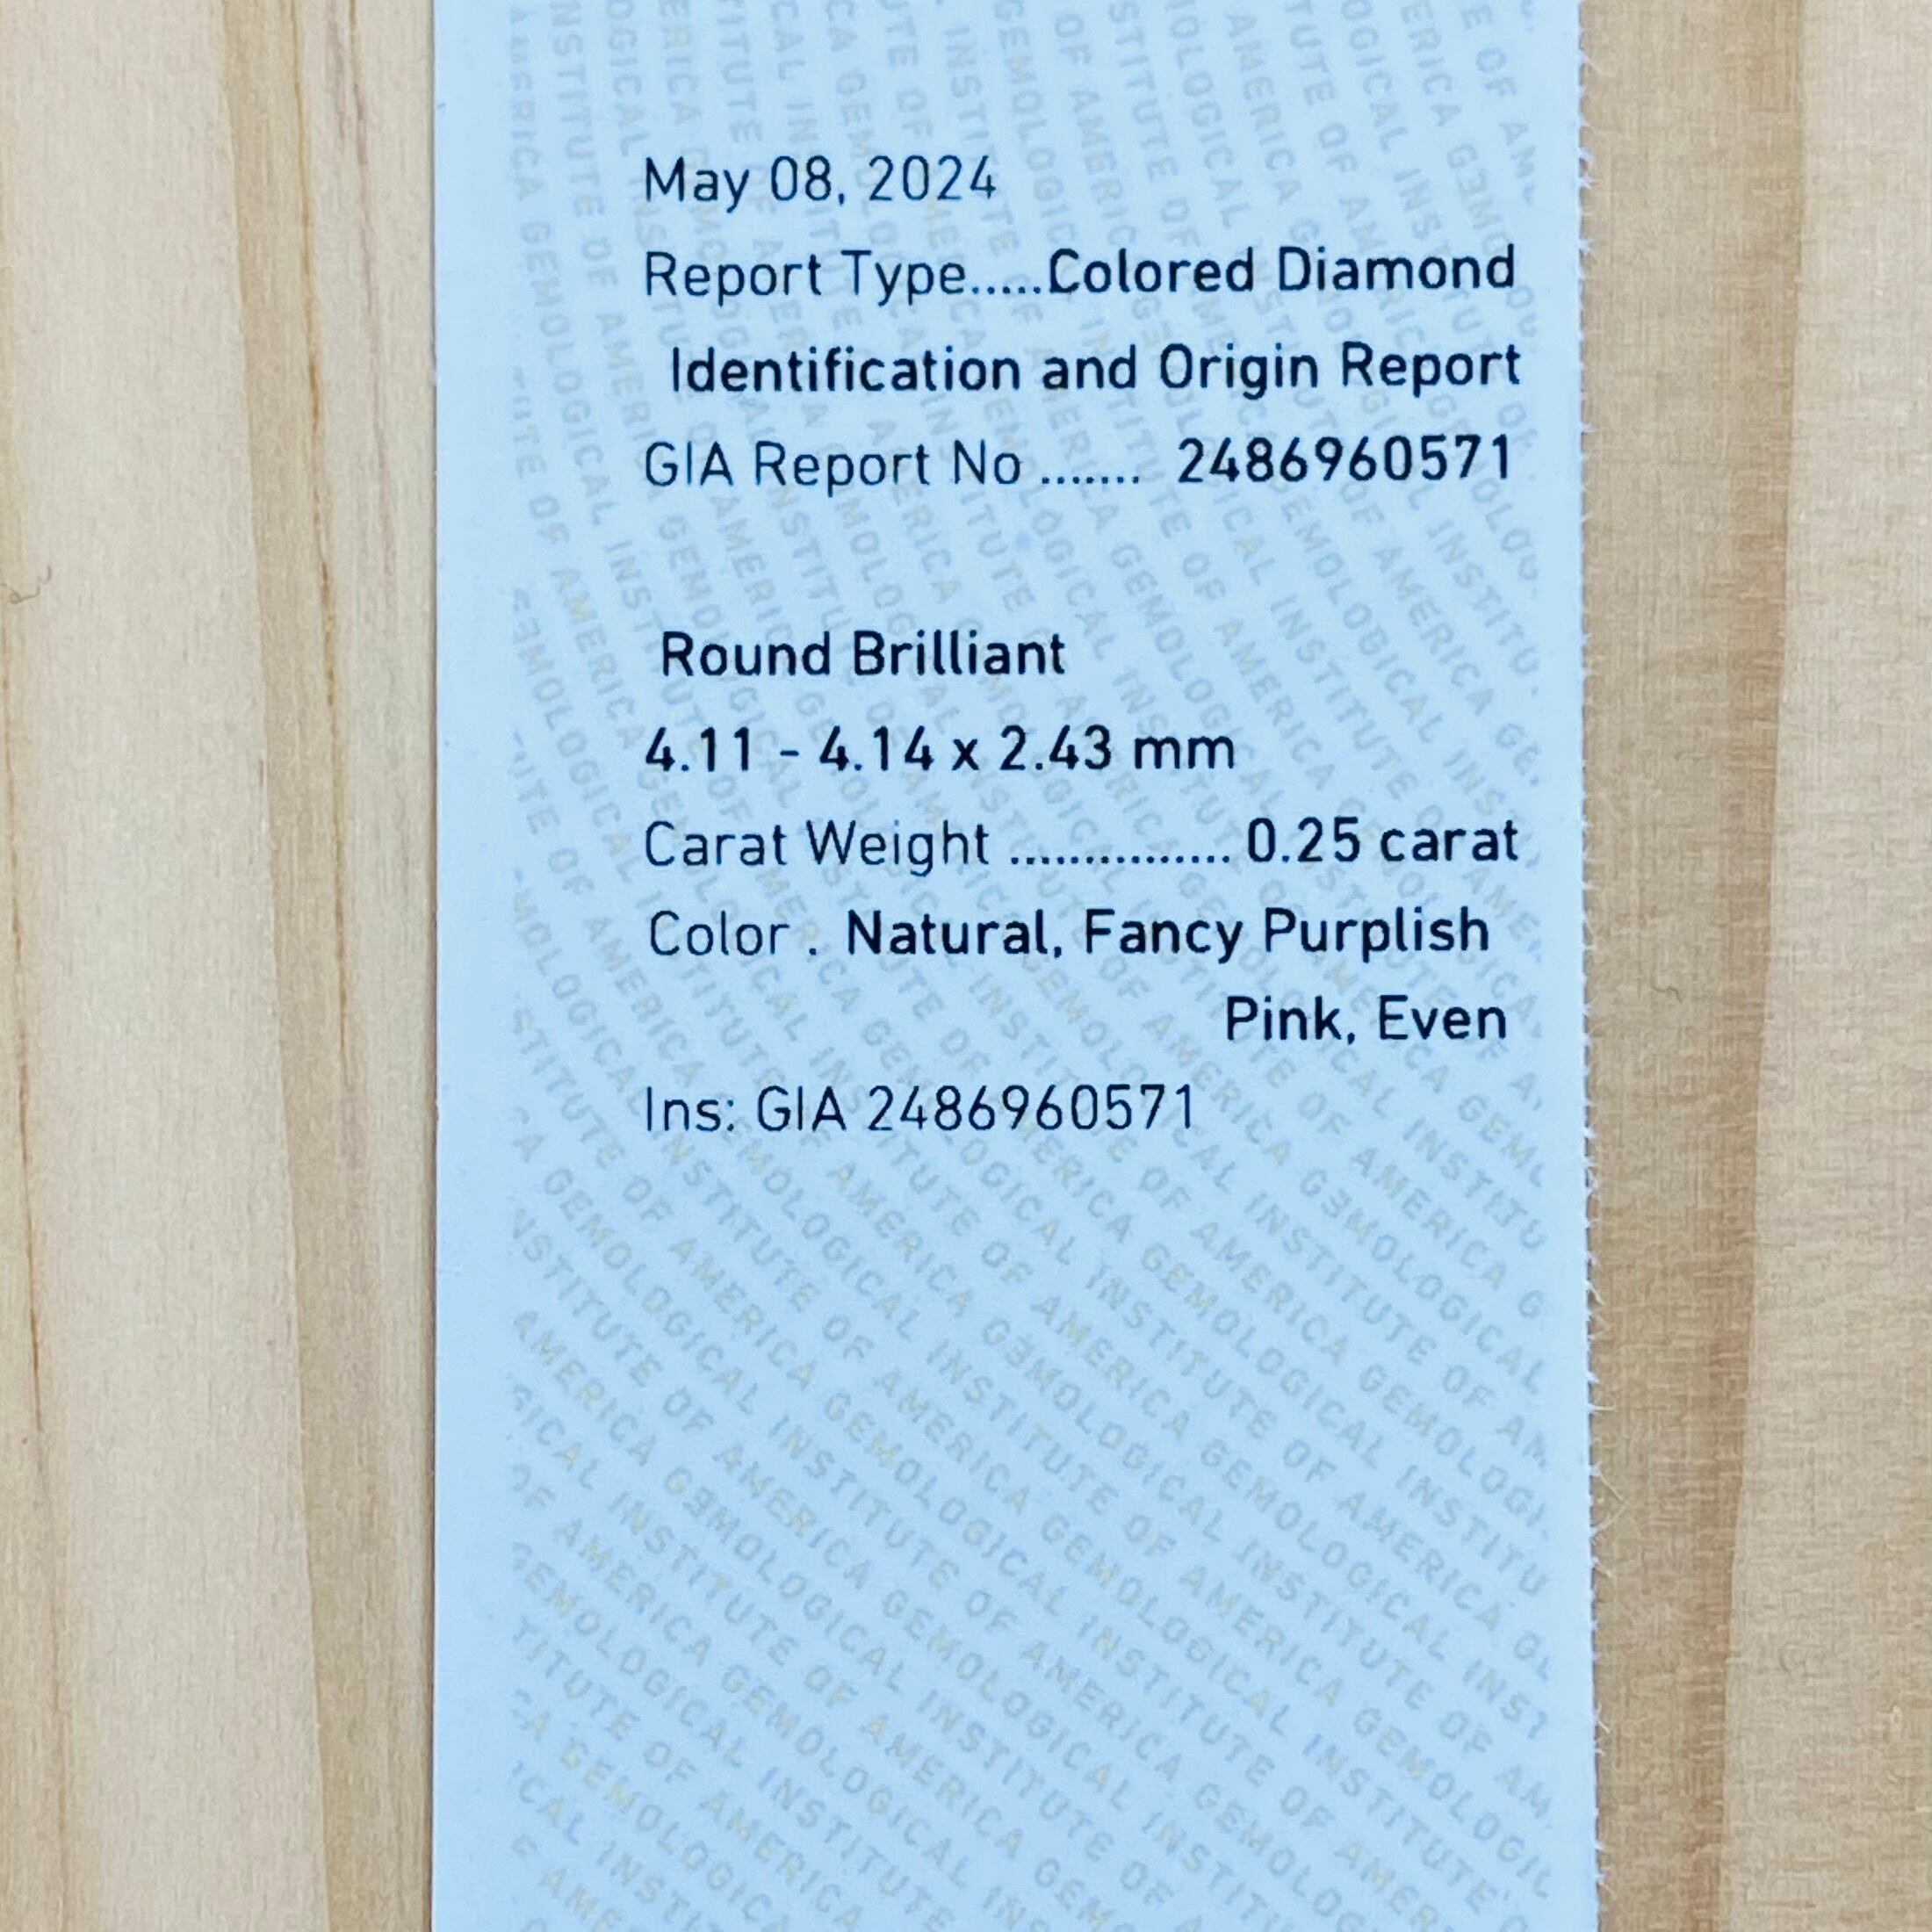 May 08, 2024
Report Type.....Colored Diamond
Identification and Origin Report
GIA Report No ....... 2486960571
Round Brilliant
4.11 - 4.14 x 2.43 mm
Carat Weight ............... 0.25 carat
Color . Natural, Fancy Purplish
Pink, Even
Ins: GIA 2486960571